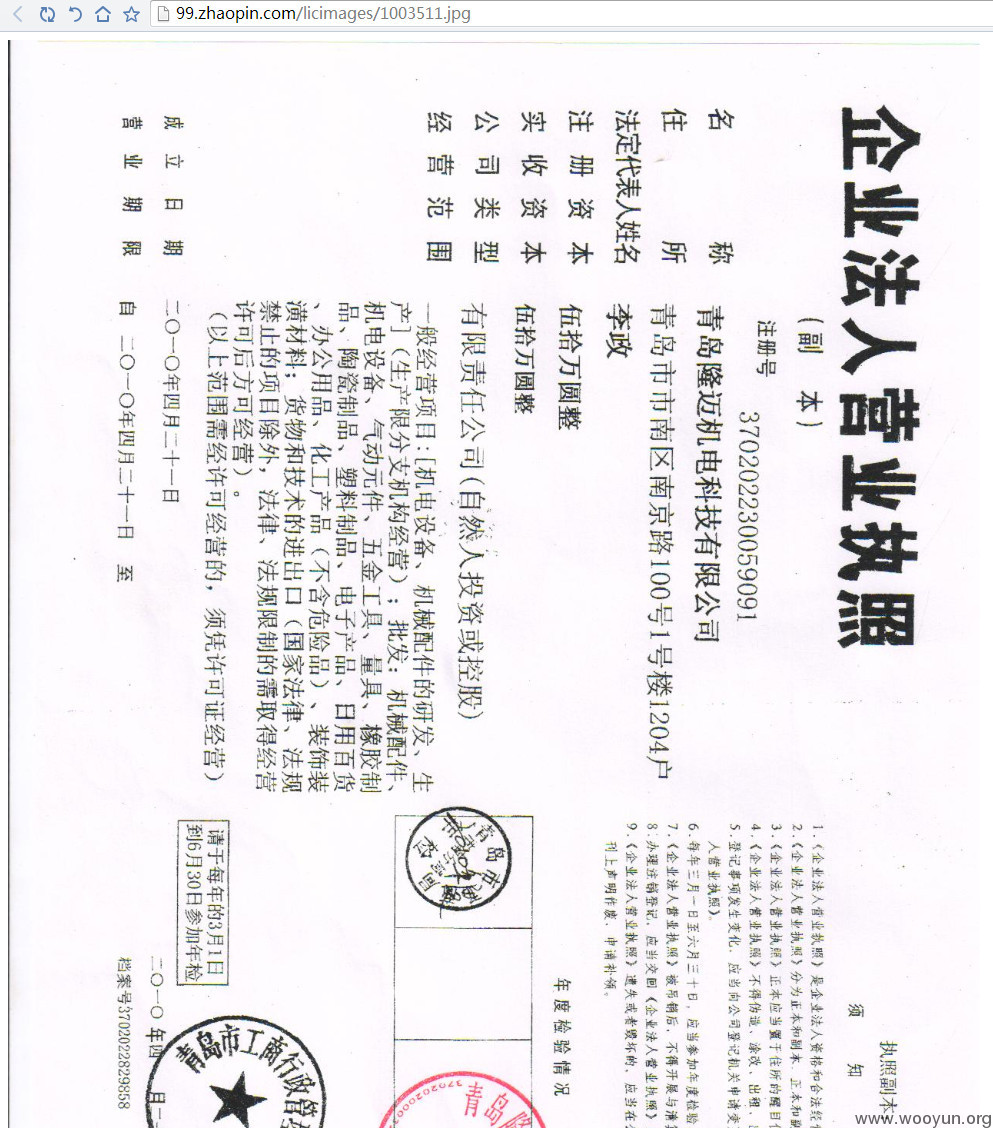 99.zhaopin.com/licimages/1003511.jpg
企业法人营业执照
(副 本)
注册号 370202230059091
名 称 青岛隆迈机电科技有限公司
住 所 青岛市市南区南京路100号1号楼1204户
法定代表人姓名 李政
注 册 资 本 伍拾万圆整
实 收 资 本 伍拾万圆整
公 司 类 型 有限责任公司(自然人投资或控股)
经 营 范 围 一般经营项目:[机电设备、机械配件的研发、生
产](生产限分支机构经营);批发:机械配件、
机电设备、气动元件、五金工具、量具、橡胶制
品、陶瓷制品、塑料制品、电子产品、日用百货
、办公用品、化工产品(不含危险品)、装饰装
潢材料;货物和技术的进出口(国家法律、法规
禁止的项目除外,法律、法规限制的需取得经营
许可后方可经营)。
(以上范围需经许可经营的,须凭许可证经营)
成 立 日 期 二〇一〇年四月二十一日
营 业 期 限 自 二〇一〇年四月二十一日 至
执照副本
须 知
1.《企业法人营业执照》是企业法人资格和合法经
2.《企业法人营业执照》分为正本和副本,正本和副
3.《企业法人营业执照》正本应当置于住所的醒目
4.《企业法人营业执照》不得伪造、涂改、出租、
5.登记事项发生变化,应当向公司登记机关申请变
人营业执照》。
6.每年三月一日至六月三十日,应当参加年度检验
7.《企业法人营业执照》被吊销后,不得开展与清
8.办理注销登记,应当交回《企业法人营业执照》
9.《企业法人营业执照》遗失或者毁坏的,应当在
刊上声明作废,申请补领。
年度检验情况
青岛市
青岛隆
请于每年的3月1日
到6月30日参加年检
青岛市工商行政管
二〇一〇年四月
档案号370202829858
www.wooyun.org